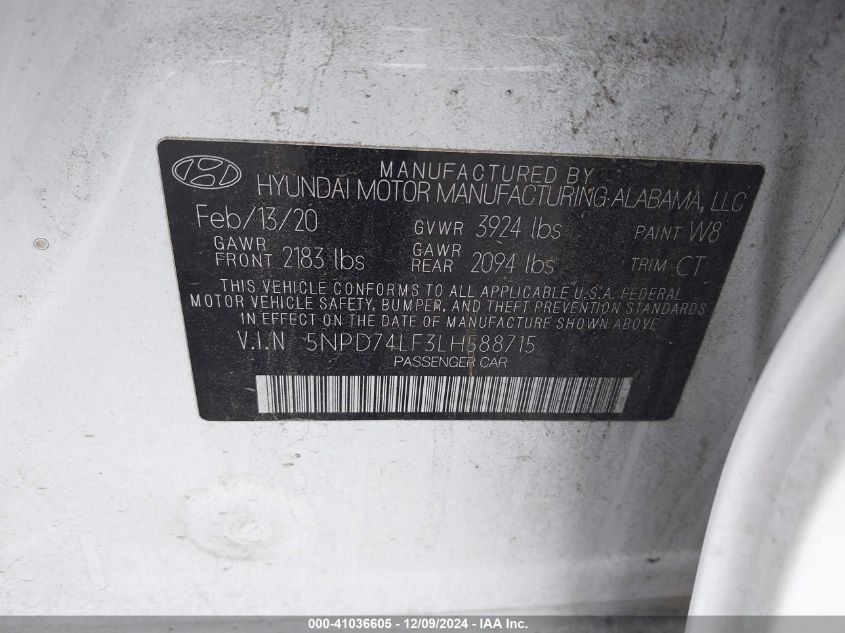 MANUFACTURED BY
HYUNDAI MOTOR MANUFACTURING ALABAMA, LLC
Feb/13/20 GVWR 3924 lbs PAINT W8
GAWR FRONT 2183 lbs GAWR REAR 2094 lbs TRIM CT
THIS VEHICLE CONFORMS TO ALL APPLICABLE U.S.A. FEDERAL
MOTOR VEHICLE SAFETY, BUMPER, AND THEFT PREVENTION STANDARDS
IN EFFECT ON THE DATE OF MANUFACTURE SHOWN ABOVE
V.I.N 5NPD74LF3LH588715
PASSENGER CAR
000-41036605 - 12/09/2024 - IAA Inc.